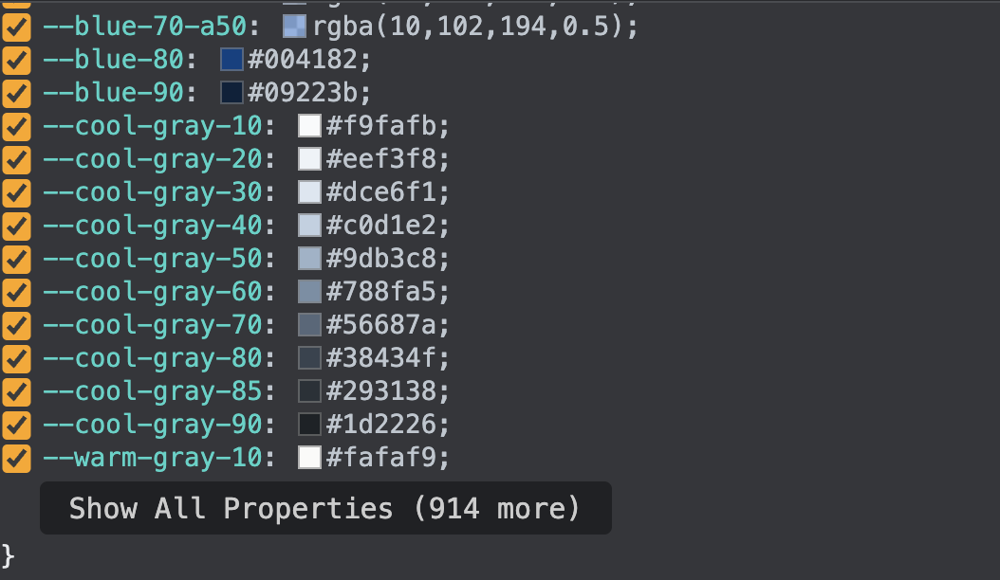 --blue-70-a50: rgba(10,102,194,0.5);
--blue-80: #004182;
--blue-90: #09223b;
--cool-gray-10: #f9fafb;
--cool-gray-20: #eef3f8;
--cool-gray-30: #dce6f1;
--cool-gray-40: #c0d1e2;
--cool-gray-50: #9db3c8;
--cool-gray-60: #788fa5;
--cool-gray-70: #56687a;
--cool-gray-80: #38434f;
--cool-gray-85: #293138;
--cool-gray-90: #1d2226;
--warm-gray-10: #fafaf9;
Show All Properties (914 more)
}